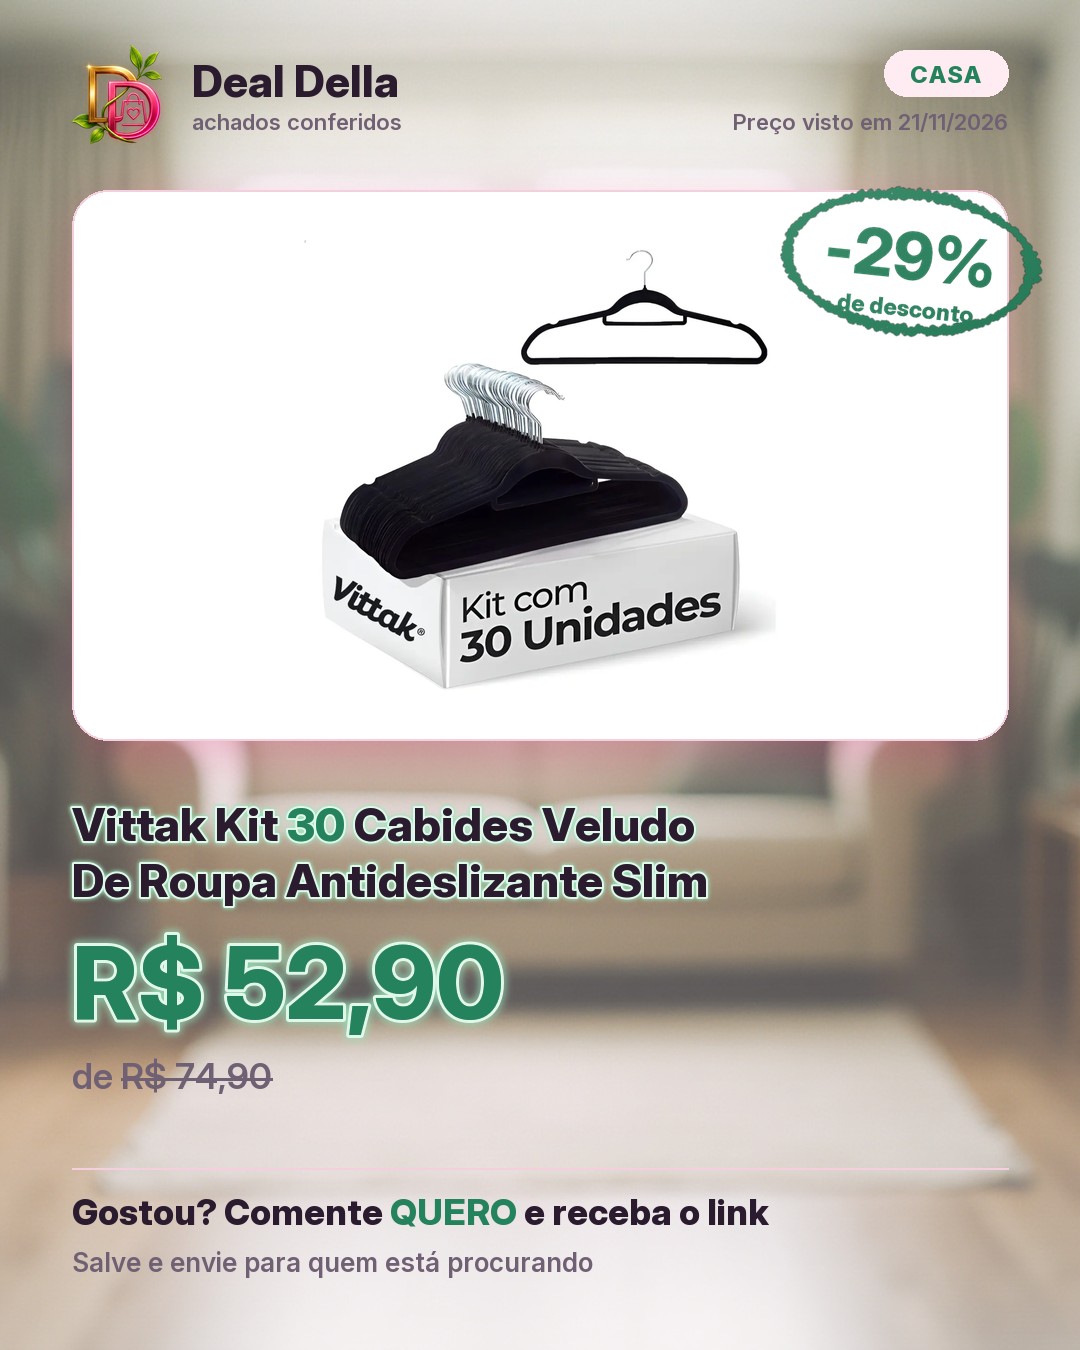 Deal Della
achados conferidos
CASA
Preço visto em 21/11/2026
-29%
de desconto
Vittak®
Kit com
30 Unidades
Vittak Kit 30 Cabides Veludo
De Roupa Antideslizante Slim
R$ 52,90
de R$ 74,90
Gostou? Comente QUERO e receba o link
Salve e envie para quem está procurando